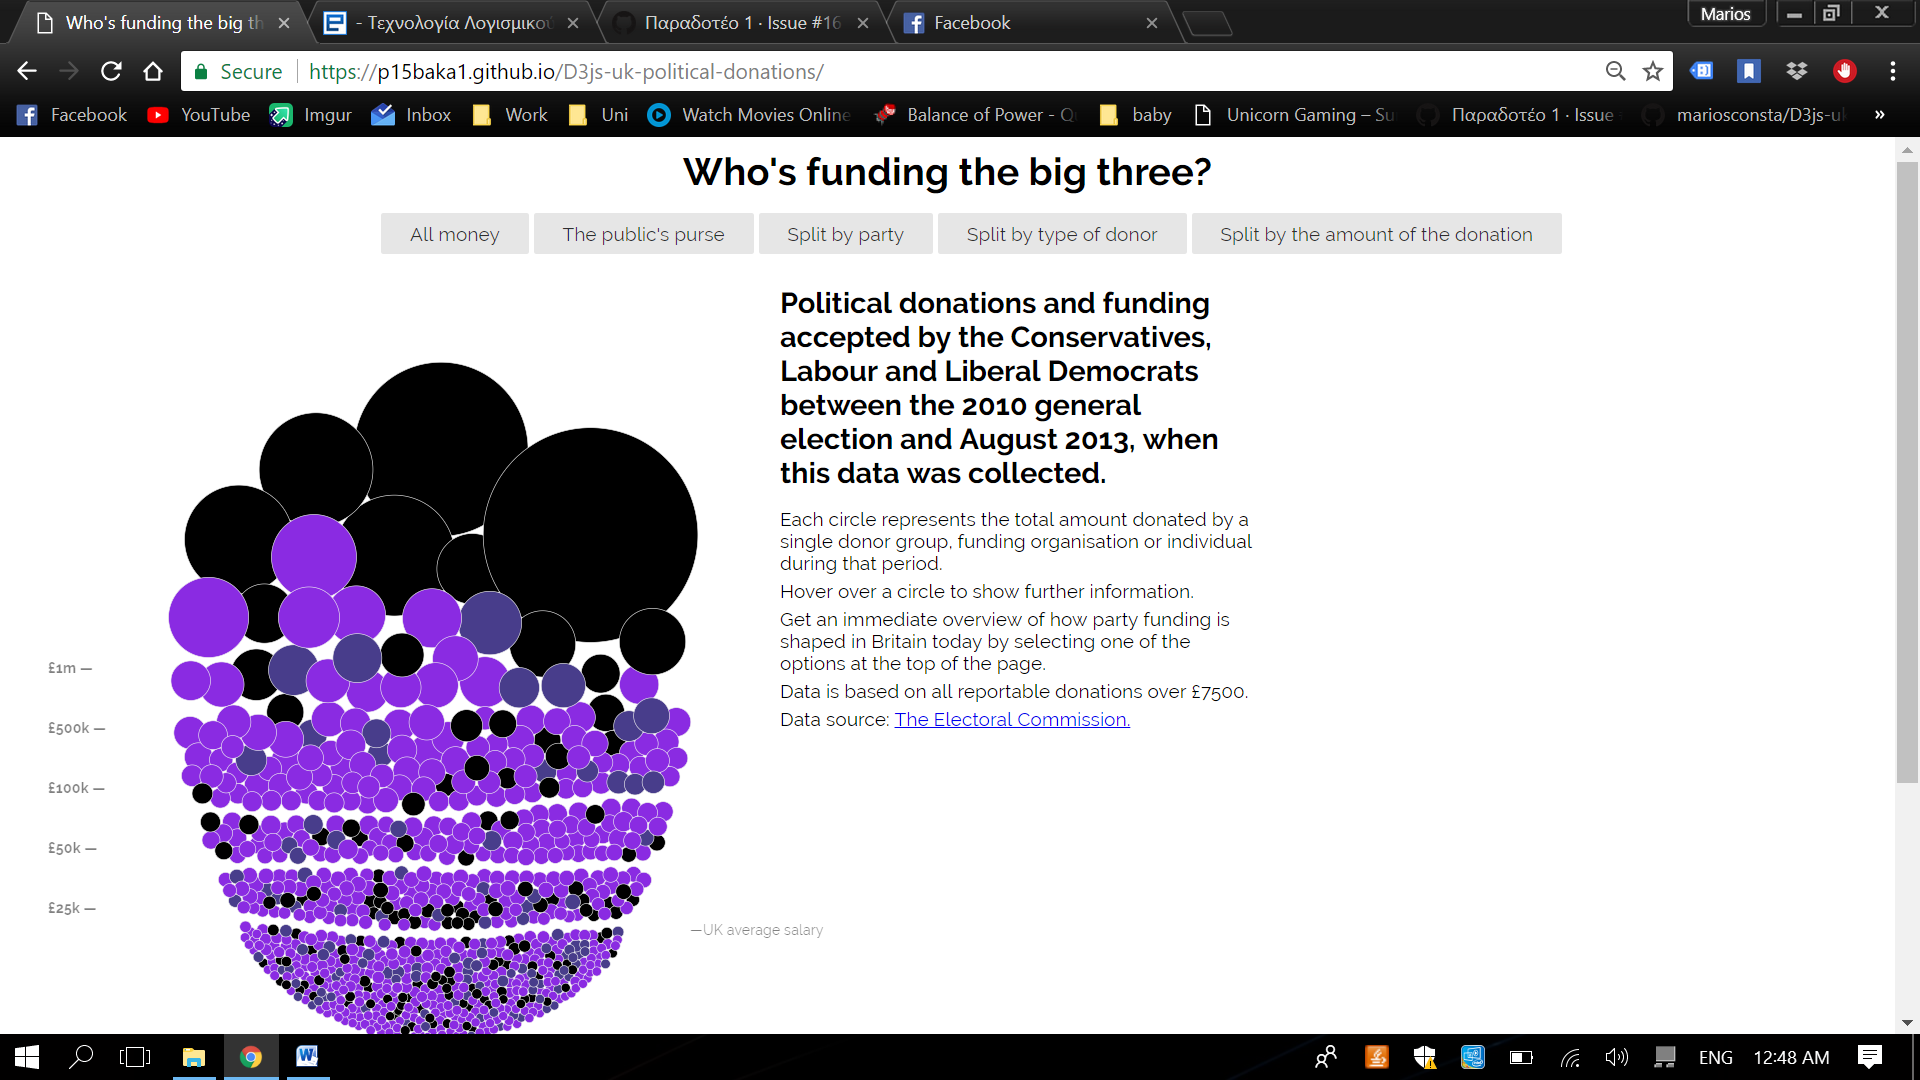 Who's funding the big th
- Τεχνολογία Λογισμικού
Παραδοτέο 1 · Issue #16
Facebook
Marios
Secure
https://p15baka1.github.io/D3js-uk-political-donations/
Facebook
YouTube
Imgur
Inbox
Work
Uni
Watch Movies Online
Balance of Power - Q
baby
Unicorn Gaming – Su
Παραδοτέο 1 · Issue
mariosconsta/D3js-u
»
Who's funding the big three?
All money
The public's purse
Split by party
Split by type of donor
Split by the amount of the donation
Political donations and funding
accepted by the Conservatives,
Labour and Liberal Democrats
between the 2010 general
election and August 2013, when
this data was collected.
Each circle represents the total amount donated by a
single donor group, funding organisation or individual
during that period.
Hover over a circle to show further information.
Get an immediate overview of how party funding is
shaped in Britain today by selecting one of the
options at the top of the page.
Data is based on all reportable donations over £7500.
Data source: The Electoral Commission.
£1m —
£500k —
£100k —
£50k —
£25k —
—UK average salary
ENG
12:48 AM